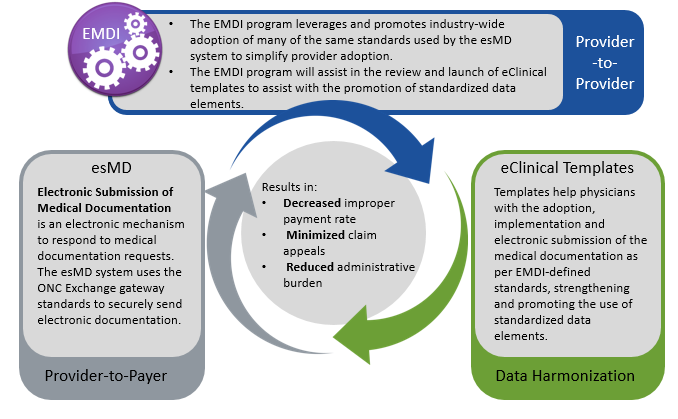 EMDI
• The EMDI program leverages and promotes industry-wide
adoption of many of the same standards used by the esMD
system to simplify provider adoption.
• The EMDI program will assist in the review and launch of eClinical
templates to assist with the promotion of standardized data
elements.
Provider
-to-
Provider
esMD
Electronic Submission of
Medical Documentation
is an electronic mechanism
to respond to medical
documentation requests.
The esMD system uses the
ONC Exchange gateway
standards to securely send
electronic documentation.
Provider-to-Payer
Results in:
• Decreased improper
payment rate
• Minimized claim
appeals
• Reduced administrative
burden
eClinical Templates
Templates help physicians
with the adoption,
implementation and
electronic submission of the
medical documentation as
per EMDI-defined
standards, strengthening
and promoting the use of
standardized data
elements.
Data Harmonization